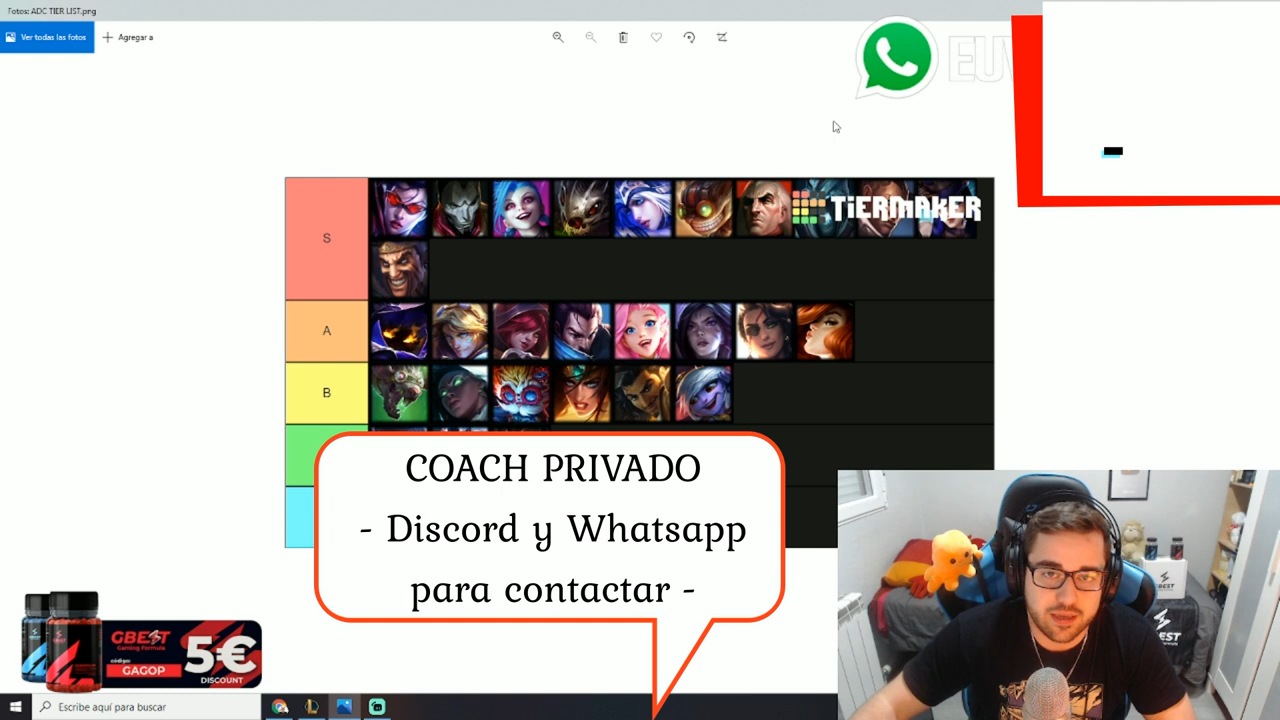 Fotos: ADC TIER LIST.png
Ver todas las fotos
Agregar a
S
TiERMAKER
A
B
COACH PRIVADO
- Discord y Whatsapp
para contactar -
GBEST
Gaming Formula
código:
GAGOP
5€
DISCOUNT
Escribe aquí para buscar